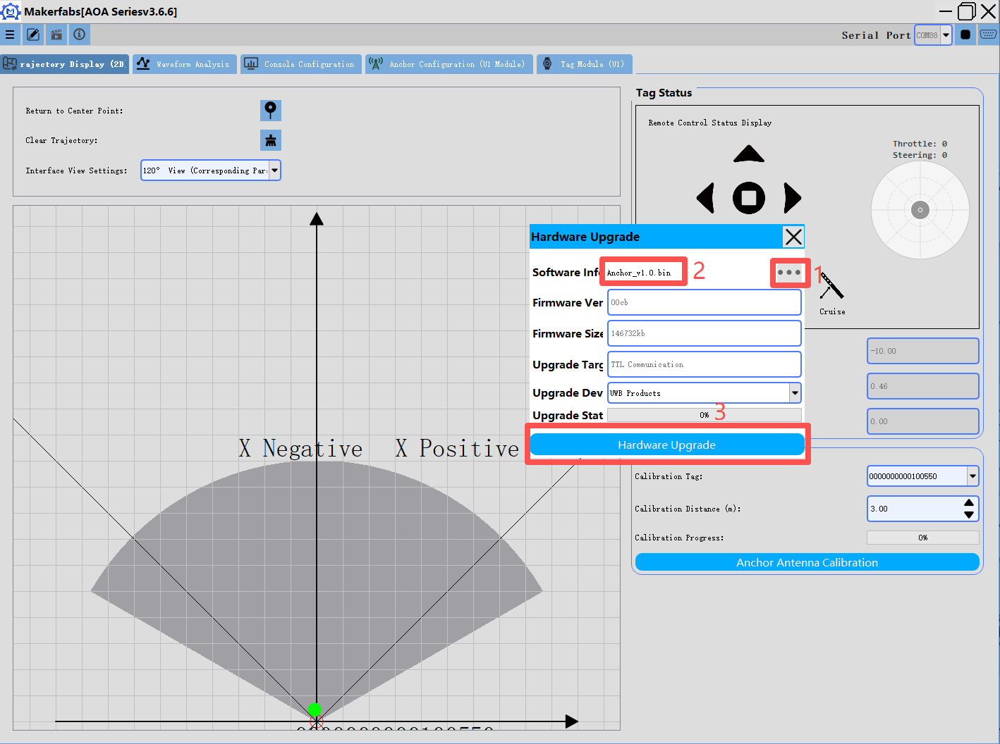 Makerfabs[AOA Seriesv3.6.6]
Serial Port COM88
rajectory Display (2D
Waveform Analysis
Console Configuration
Anchor Configuration (U1 Module)
Tag Module (U1)
Return to Center Point:
Clear Trajectory:
Interface View Settings: 120° View (Corresponding Par
Tag Status
Remote Control Status Display
Throttle: 0
Steering: 0
Cruise
Hardware Upgrade
Software Info Anchor_v1.0.bin 2 1
Firmware Ver 00cb
Firmware Size 146732kb
Upgrade Targ TTL Communication
Upgrade Dev UWB Products
Upgrade Stat 0% 3
Hardware Upgrade
-10.00
0.46
0.00
X Negative X Positive
Calibration Tag: 0000000000100550
Calibration Distance (m): 3.00
Calibration Progress: 0%
Anchor Antenna Calibration
0000000000100550